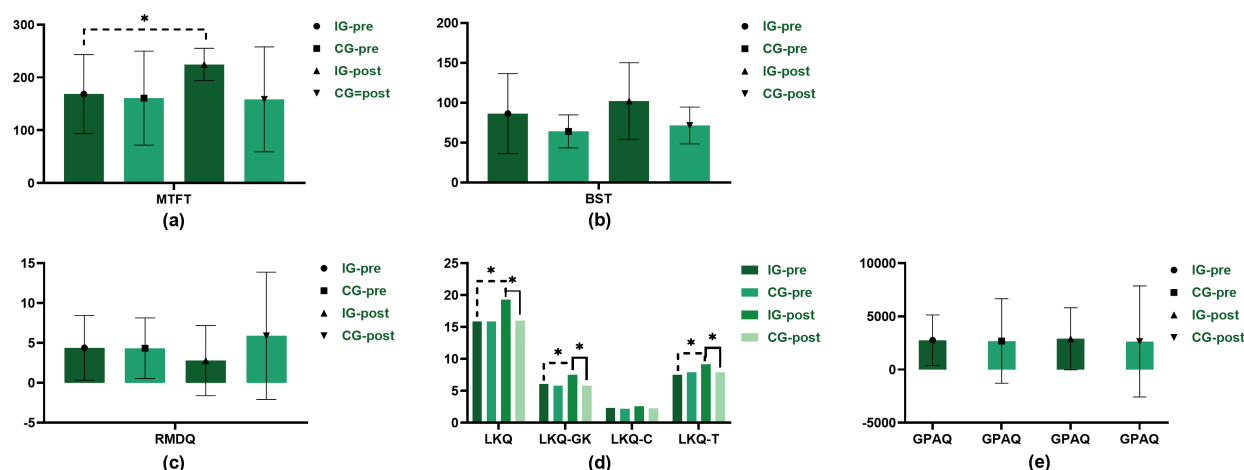 300
200
100
0
*
MTFT
(a)
IG-pre
CG-pre
IG-post
CG=post
200
150
100
50
0
BST
(b)
IG-pre
CG-pre
IG-post
CG-post
15
10
5
0
-5
RMDQ
(c)
IG-pre
CG-pre
IG-post
CG-post
25
20
15
10
5
0
* *
* *
* *
LKQ LKQ-GK LKQ-C LKQ-T
(d)
IG-pre
CG-pre
IG-post
CG-post
10000
5000
0
-5000
GPAQ GPAQ GPAQ GPAQ
(e)
IG-pre
CG-pre
IG-post
CG-post